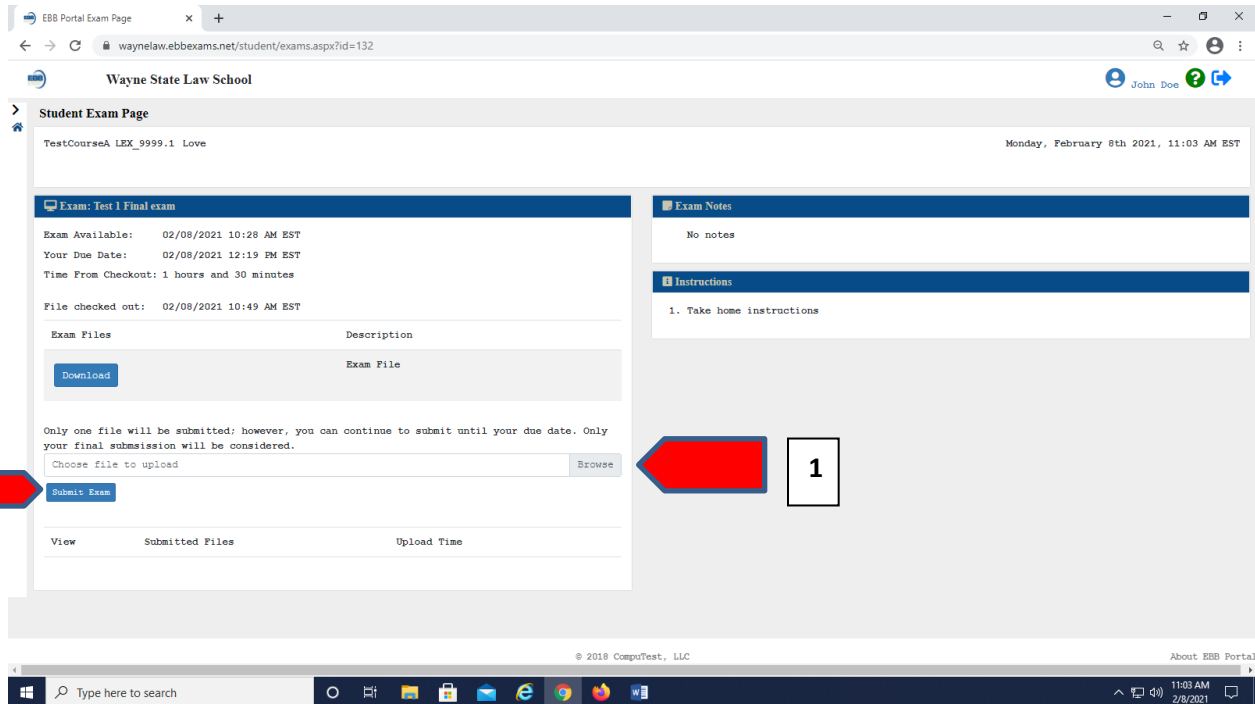 EBB Portal Exam Page
waynelaw.ebbexams.net/student/exams.aspx?id=132
EBB Wayne State Law School John Doe ?
Student Exam Page
TestCourseA LEX_9999.1 Love Monday, February 8th 2021, 11:03 AM EST
Exam: Test 1 Final exam
Exam Available: 02/08/2021 10:28 AM EST
Your Due Date: 02/08/2021 12:19 PM EST
Time From Checkout: 1 hours and 30 minutes
File checked out: 02/08/2021 10:49 AM EST
Exam Files Description
Download Exam File
Only one file will be submitted; however, you can continue to submit until your due date. Only
your final submsission will be considered.
Choose file to upload Browse
Submit Exam
View Submitted Files Upload Time
Exam Notes
No notes
Instructions
1. Take home instructions
1
© 2018 CompuTest, LLC About EBB Portal
Type here to search
11:03 AM
2/8/2021